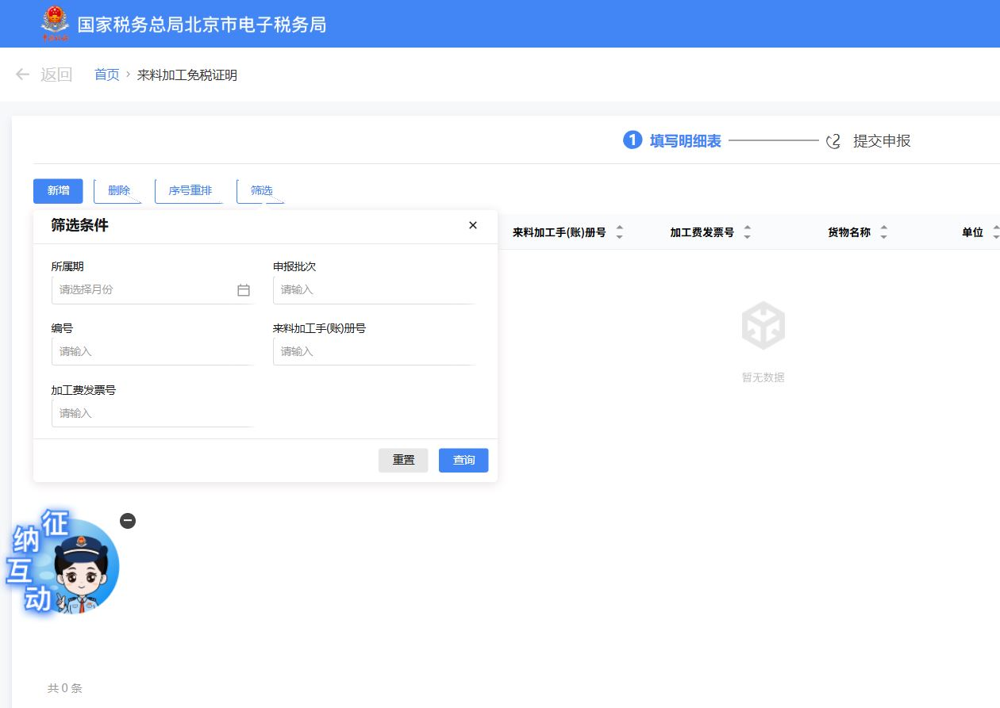 国家税务总局北京市电子税务局
返回 首页 › 来料加工免税证明
1 填写明细表 2 提交申报
新增 删除 序号重排 筛选
筛选条件
来料加工手(账)册号 加工费发票号 货物名称 单位
所属期 申报批次
请选择月份 请输入
编号 来料加工手(账)册号
请输入 请输入
加工费发票号
请输入
暂无数据
重置 查询
征
纳
互
动
共 0 条